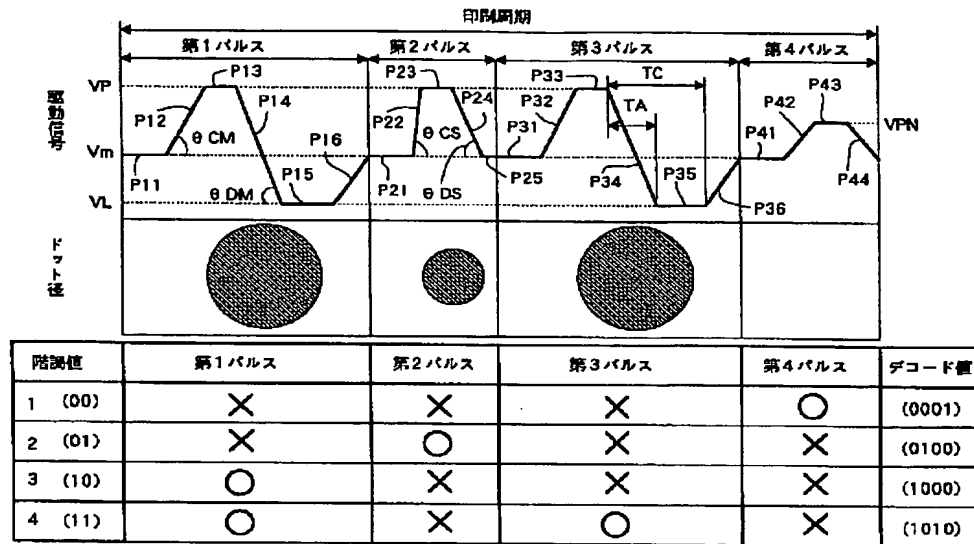 印刷周期
第1パルス 第2パルス 第3パルス 第4パルス
P13 P23 P33 TC P43
VP
P12 P14 P22 P24 P32 TA P42 VPN
駆動信号
θCM P16 θCS P31 P41
Vm
P11 P15 P21 P25 P34 P35 P44
θDM θDS P36
VL
ドット径
階調値 第1パルス 第2パルス 第3パルス 第4パルス デコード値
1 (00) × × × ○ (0001)
2 (01) × ○ × × (0100)
3 (10) ○ × × × (1000)
4 (11) ○ × ○ × (1010)